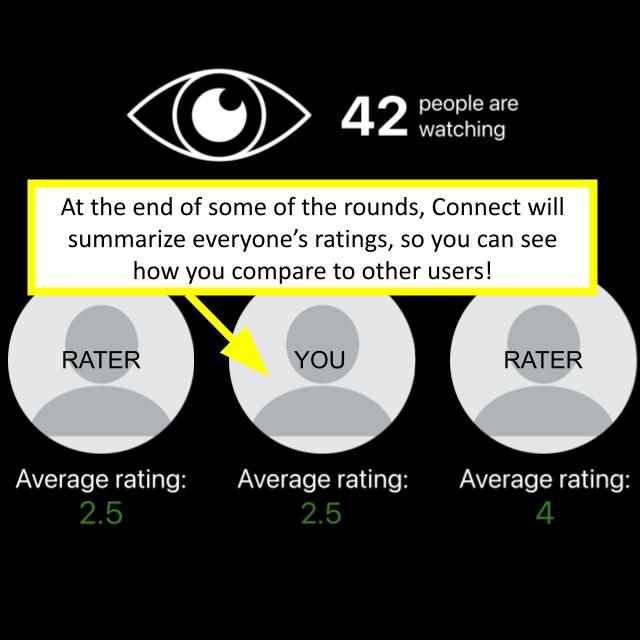 42 people are
watching
At the end of some of the rounds, Connect will
summarize everyone’s ratings, so you can see
how you compare to other users!
RATER YOU RATER
Average rating: Average rating: Average rating:
2.5 2.5 4